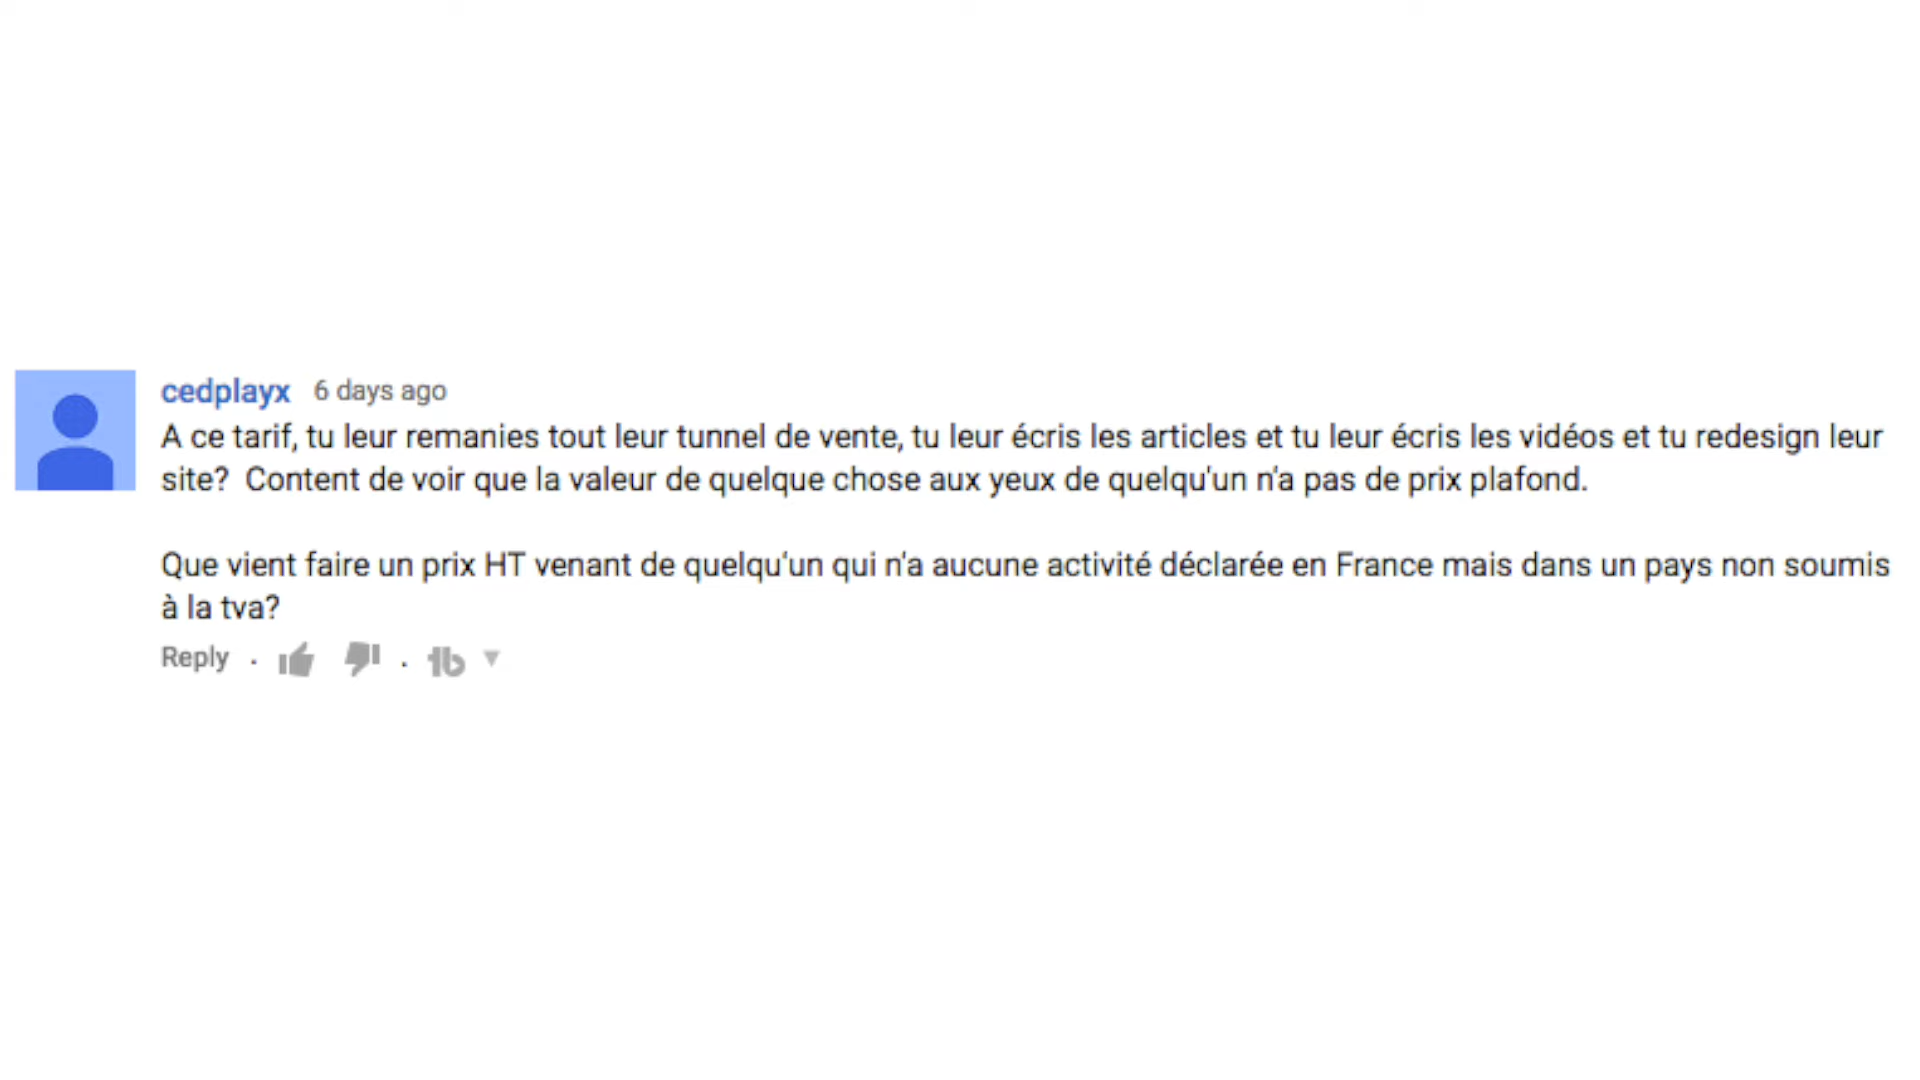 cedplayx 6 days ago
A ce tarif, tu leur remanies tout leur tunnel de vente, tu leur écris les articles et tu leur écris les vidéos et tu redesign leur
site?  Content de voir que la valeur de quelque chose aux yeux de quelqu'un n'a pas de prix plafond.
Que vient faire un prix HT venant de quelqu'un qui n'a aucune activité déclarée en France mais dans un pays non soumis
à la tva?
Reply